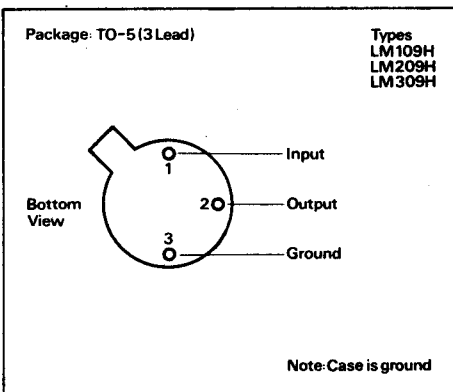 Package: TO-5 (3 Lead)
Types
LM109H
LM209H
LM309H
Input
1
Bottom
View
2
Output
3
Ground
Note: Case is ground